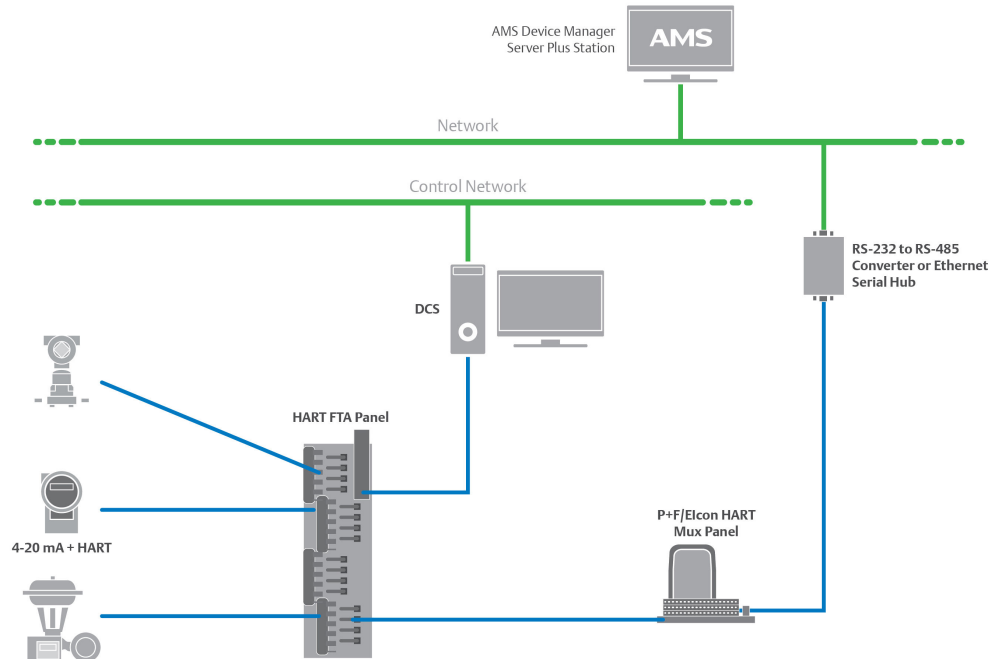 AMS Device Manager
Server Plus Station
AMS
Network
Control Network
RS-232 to RS-485
Converter or Ethernet
Serial Hub
DCS
HART FTA Panel
4-20 mA + HART
P+F/Elcon HART
Mux Panel